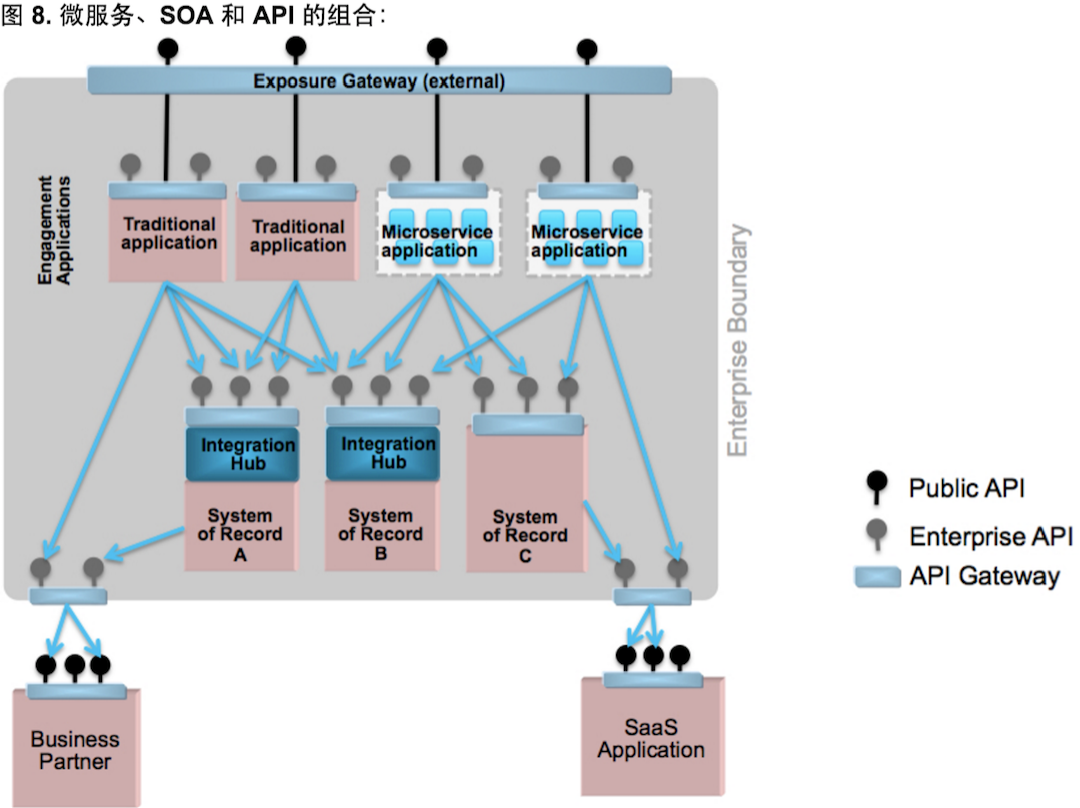 图 8. 微服务、SOA 和 API 的组合：
Exposure Gateway (external)
Engagement
Applications
Traditional
application
Traditional
application
Microservice
application
Microservice
application
Enterprise Boundary
Integration
Hub
Integration
Hub
System
of Record
A
System
of Record
B
System
of Record
C
Public API
Enterprise API
API Gateway
Business
Partner
SaaS
Application